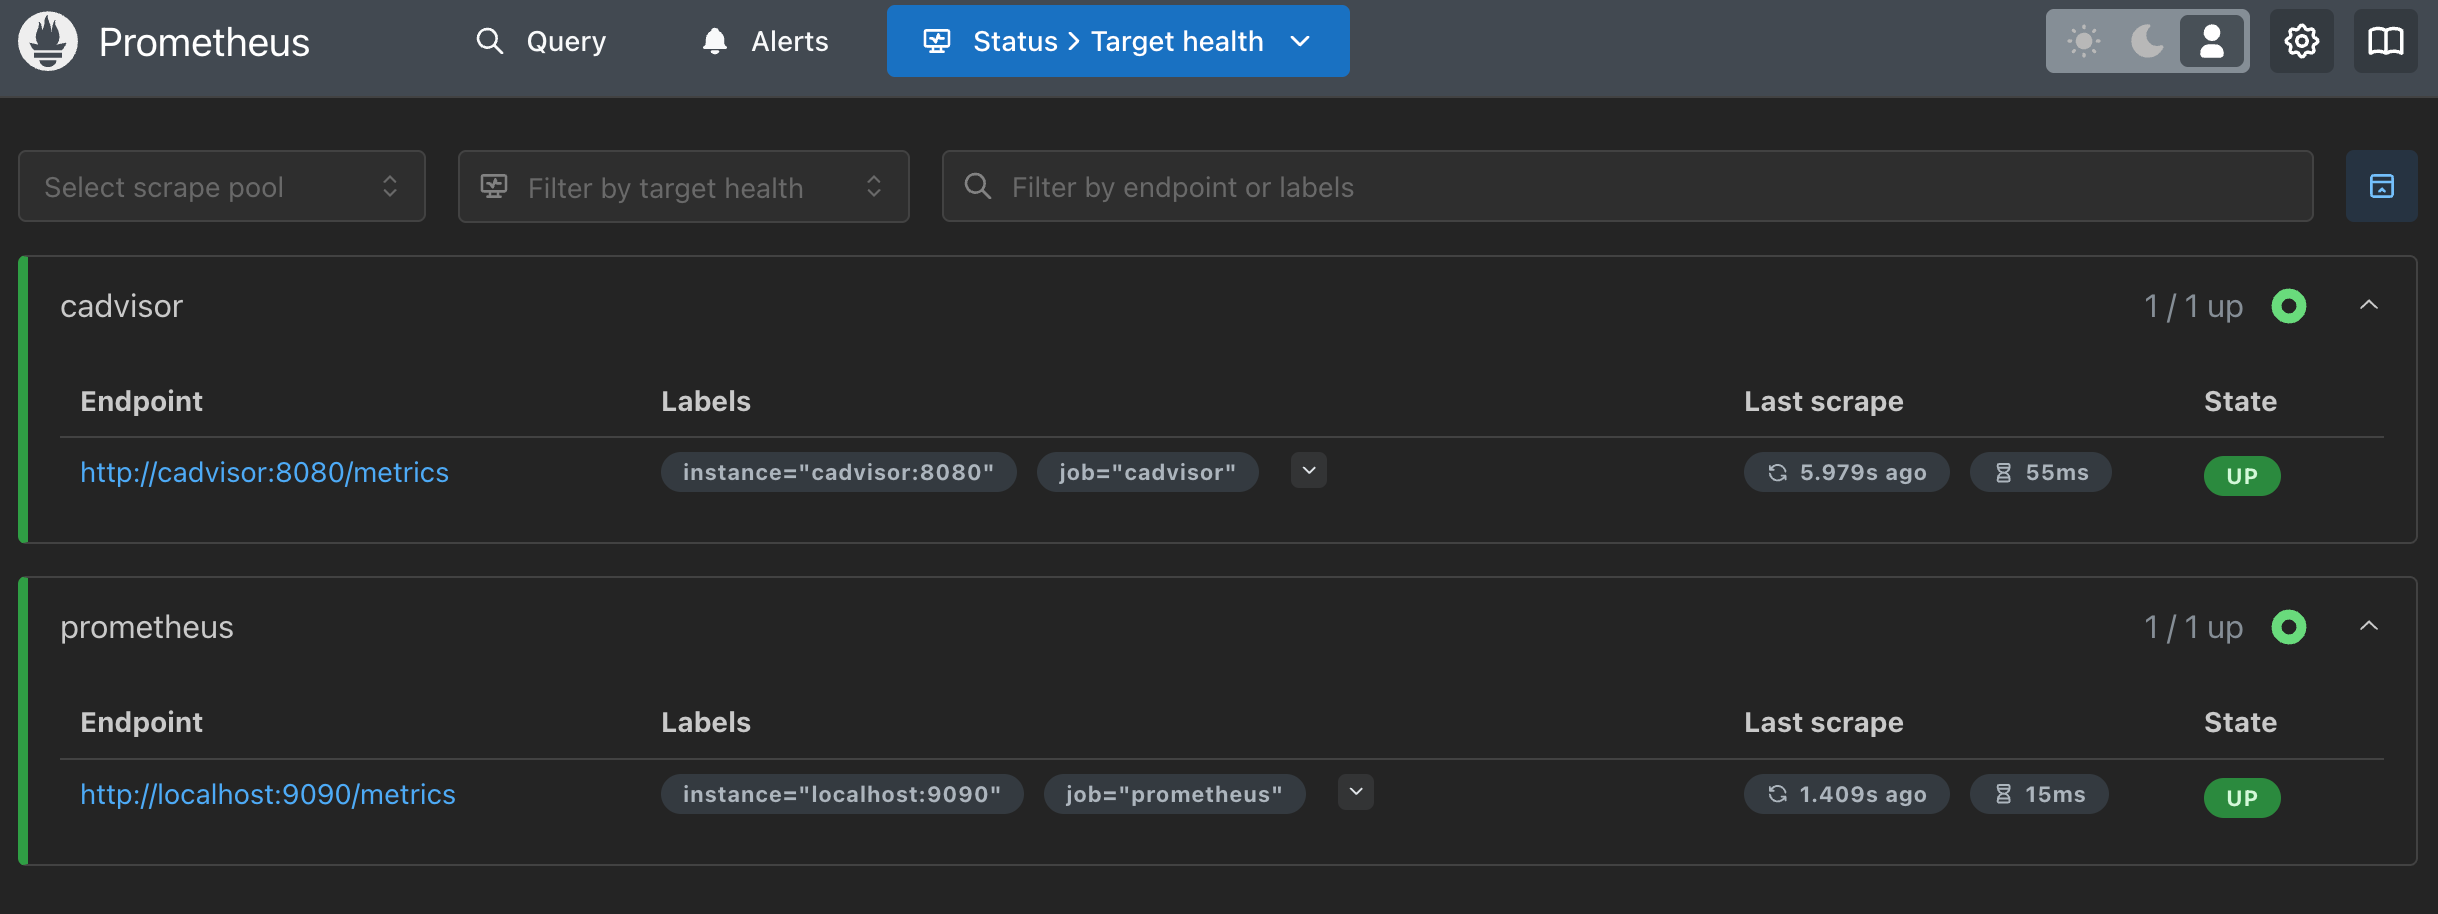 Prometheus Query Alerts Status > Target health
Select scrape pool Filter by target health Filter by endpoint or labels
cadvisor 1 / 1 up
Endpoint Labels Last scrape State
http://cadvisor:8080/metrics instance="cadvisor:8080" job="cadvisor" 5.979s ago 55ms UP
prometheus 1 / 1 up
Endpoint Labels Last scrape State
http://localhost:9090/metrics instance="localhost:9090" job="prometheus" 1.409s ago 15ms UP